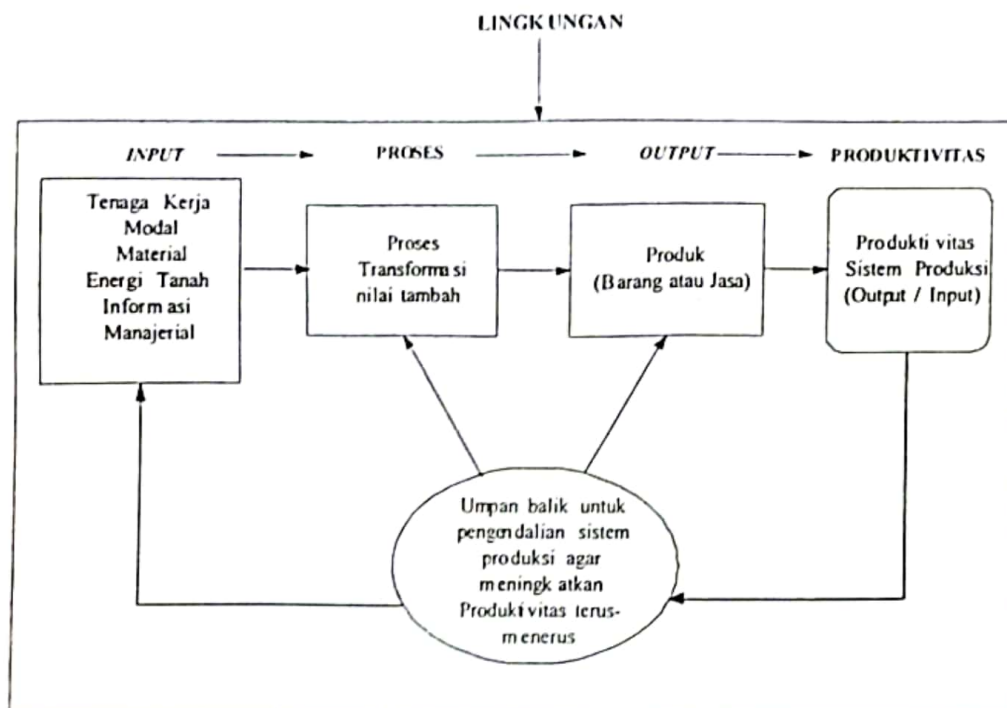 LINGKUNGAN
INPUT PROSES OUTPUT PRODUKTIVITAS
Tenaga Kerja
Modal
Material
Energi Tanah
Informasi
Manajerial
Proses
Transformasi
nilai tambah
Produk
(Barang atau Jasa)
Produktivitas
Sistem Produksi
(Output / Input)
Umpan balik untuk
pengendalian sistem
produksi agar
meningkatkan
Produktivitas terus-
menerus